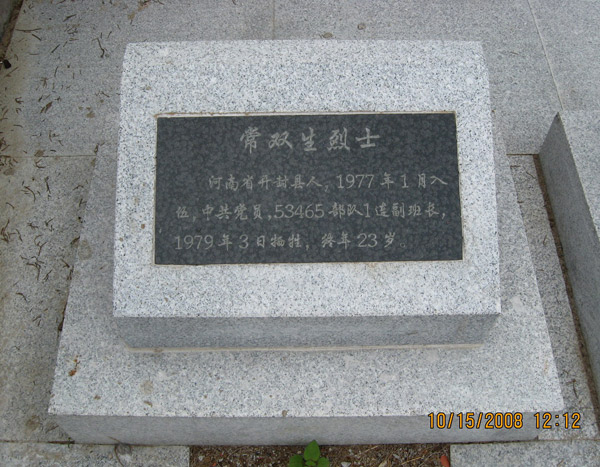 常双生烈士
河南省开封县人。1977年1月入
伍，中共党员，53465部队1连副班长，
1979年3日牺牲，终年23岁。
10/15/2008 12:12